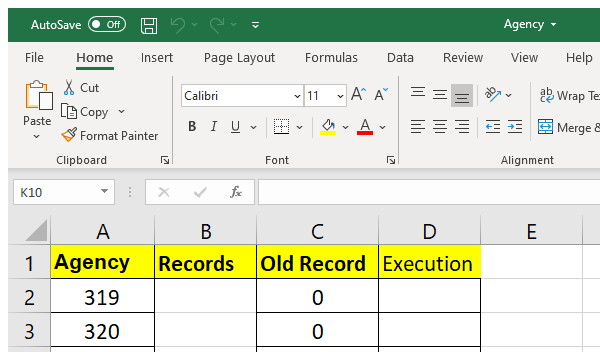 AutoSave Off Agency
File Home Insert Page Layout Formulas Data Review View Help
Cut
Copy
Format Painter
Paste
Calibri 11 A A
B I U A
ab Wrap Te
Merge &
Clipboard Font Alignment
K10 fx
A B C D E
1 Agency Records Old Record Execution
2 319 0
3 320 0